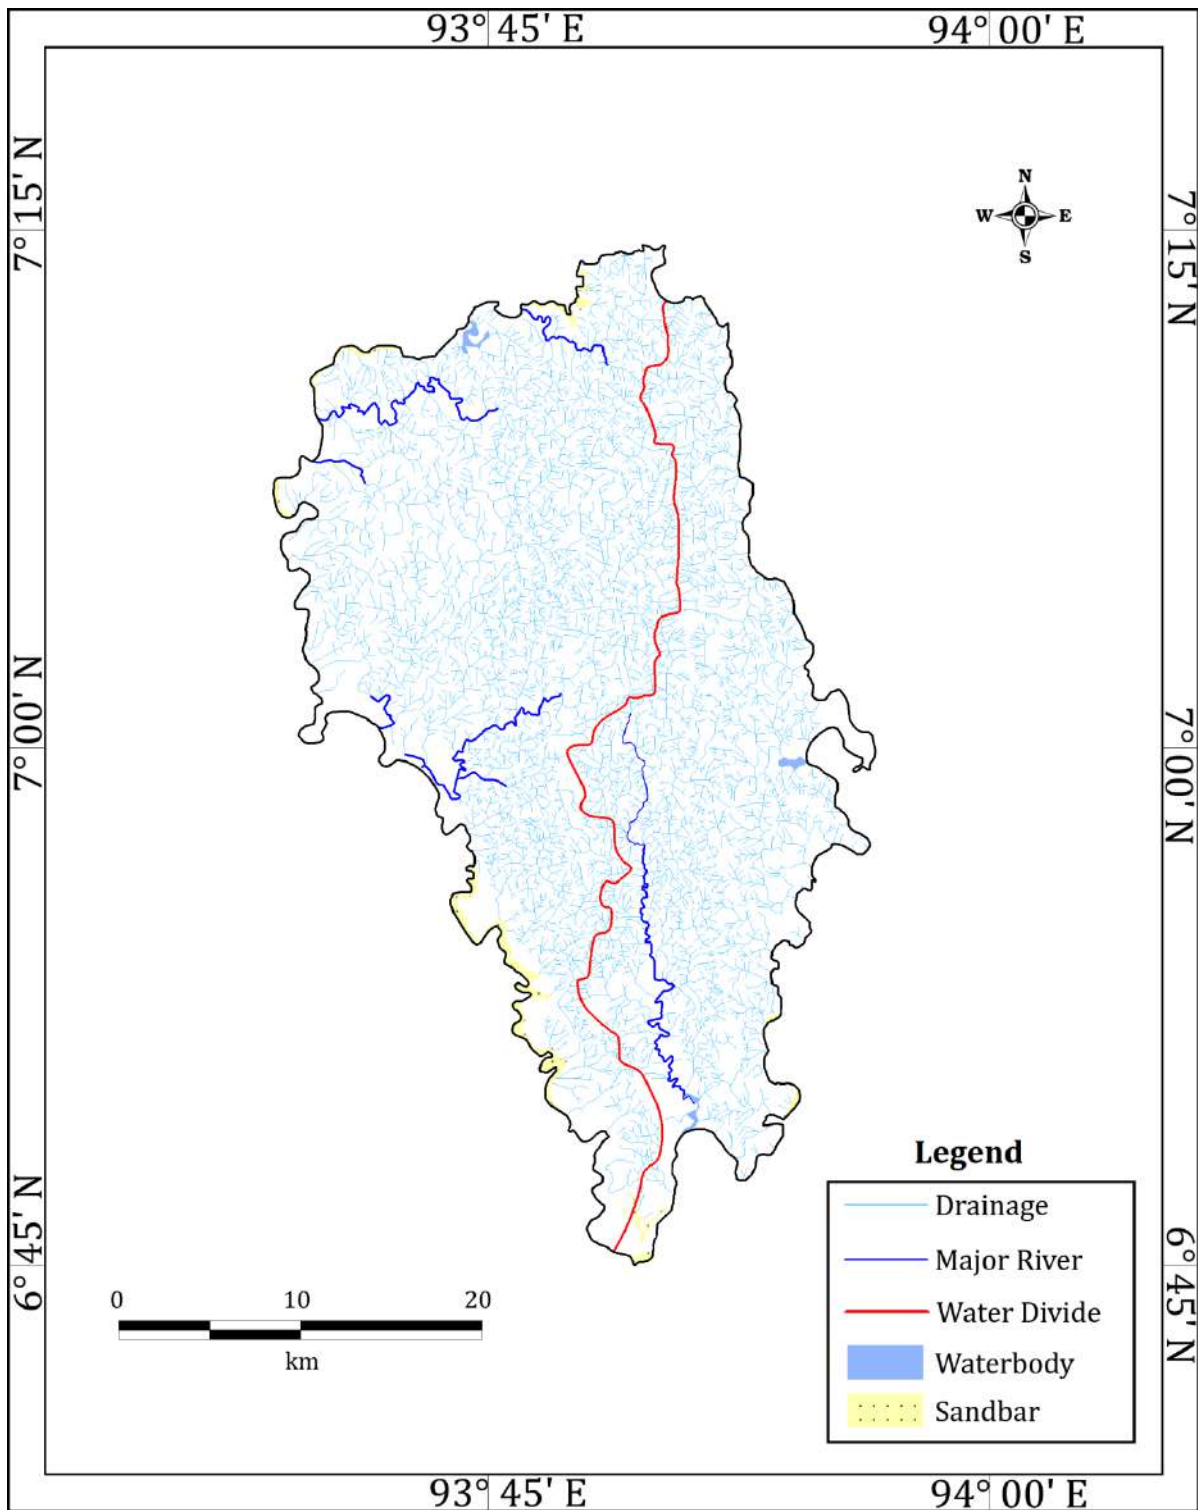 93° 45' E
94° 00' E
7° 15' N
7° 15' N
N
W
E
S
7° 00' N
7° 00' N
Legend
Drainage
Major River
Water Divide
Waterbody
Sandbar
6° 45' N
6° 45' N
0
10
20
km
93° 45' E
94° 00' E